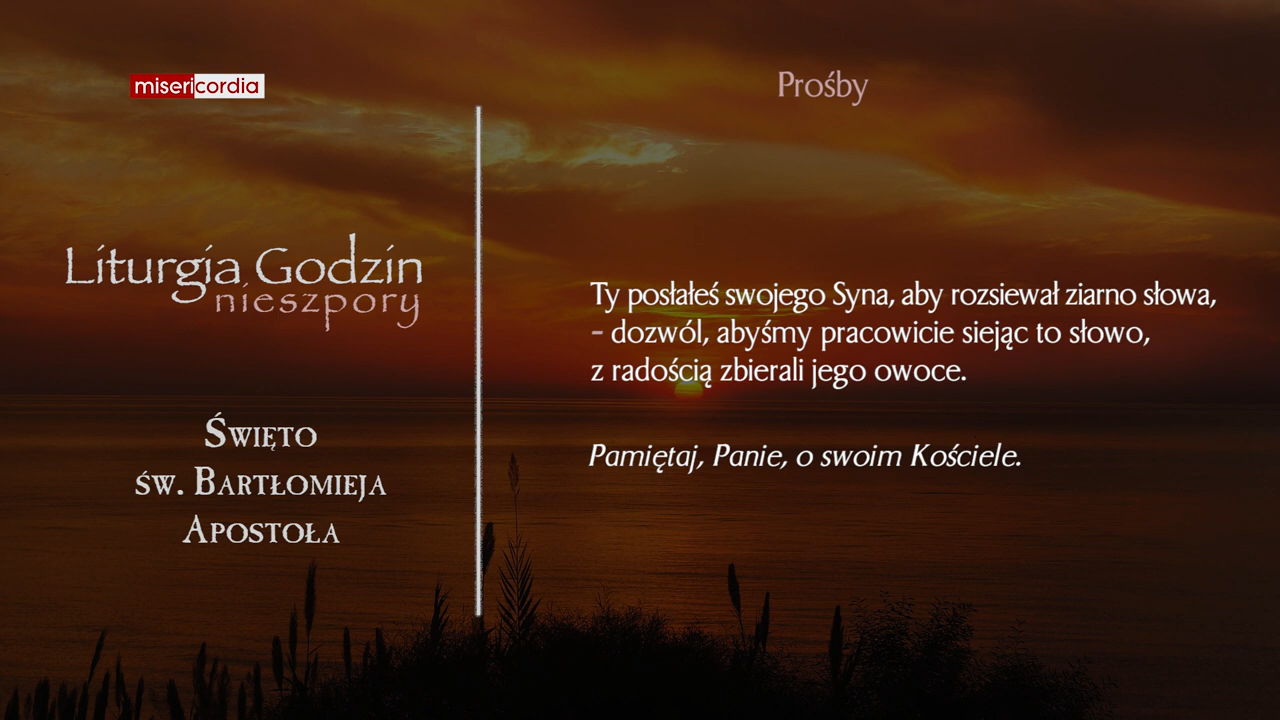 misericordia
Prośby
Liturgia Godzin
nieszpory
Święto
św. Bartłomieja
Apostoła
Ty posłałeś swojego Syna, aby rozsiewał ziarno słowa,
- dozwól, abyśmy pracowicie siejąc to słowo,
z radością zbierali jego owoce.
Pamiętaj, Panie, o swoim Kościele.